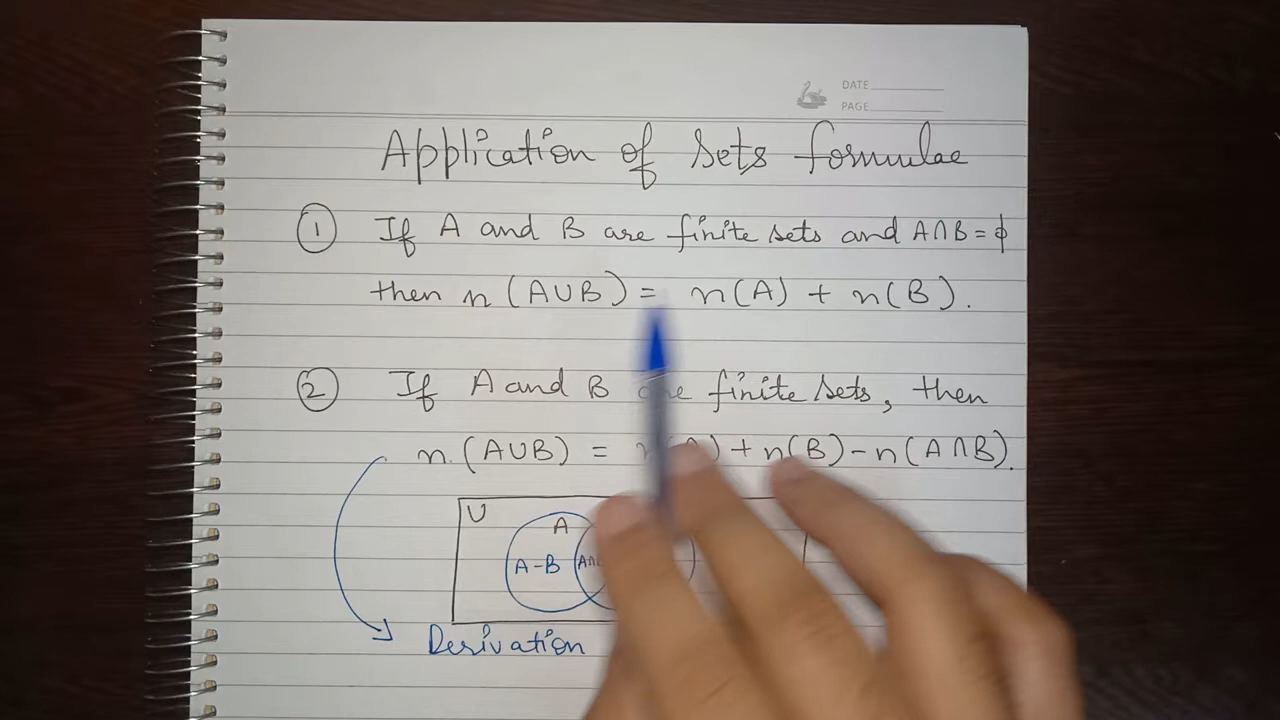 DATE
PAGE
Application of sets formulae
① If A and B are finite sets and A∩B = ϕ
then n (A∪B) = n(A) + n(B).
② If A and B are finite sets, then
n (A∪B) = n(A) + n(B) - n(A∩B).
U
A
A-B
Derivation